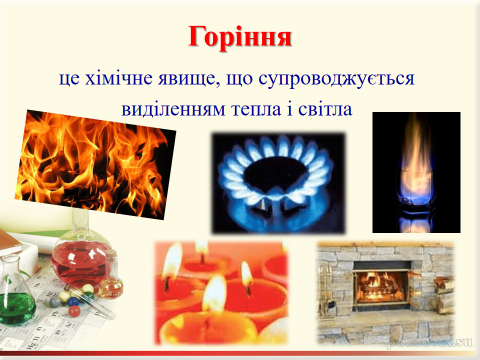 Горіння
це хімічне явище, що супроводжується
виділенням тепла і світла